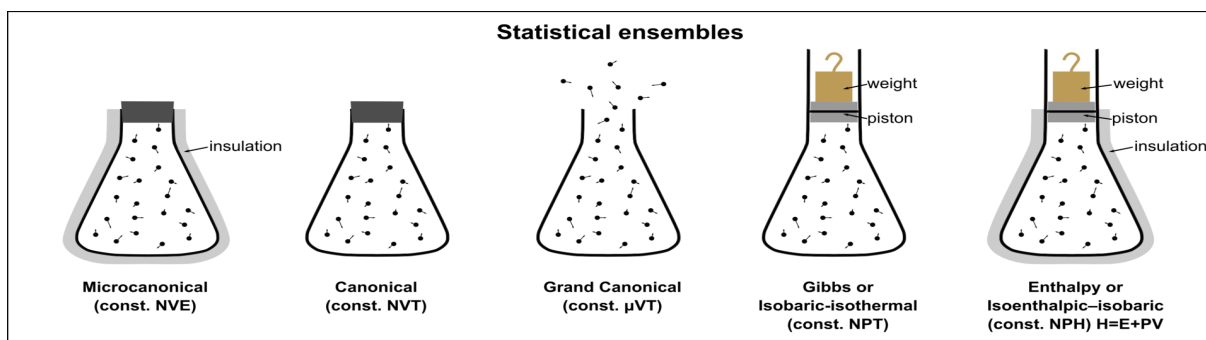 Statistical ensembles
weight
piston
insulation
weight
piston
insulation
Microcanonical
(const. NVE)
Canonical
(const. NVT)
Grand Canonical
(const. μVT)
Gibbs or
Isobaric-isothermal
(const. NPT)
Enthalpy or
Isoenthalpic–isobaric
(const. NPH) H=E+PV